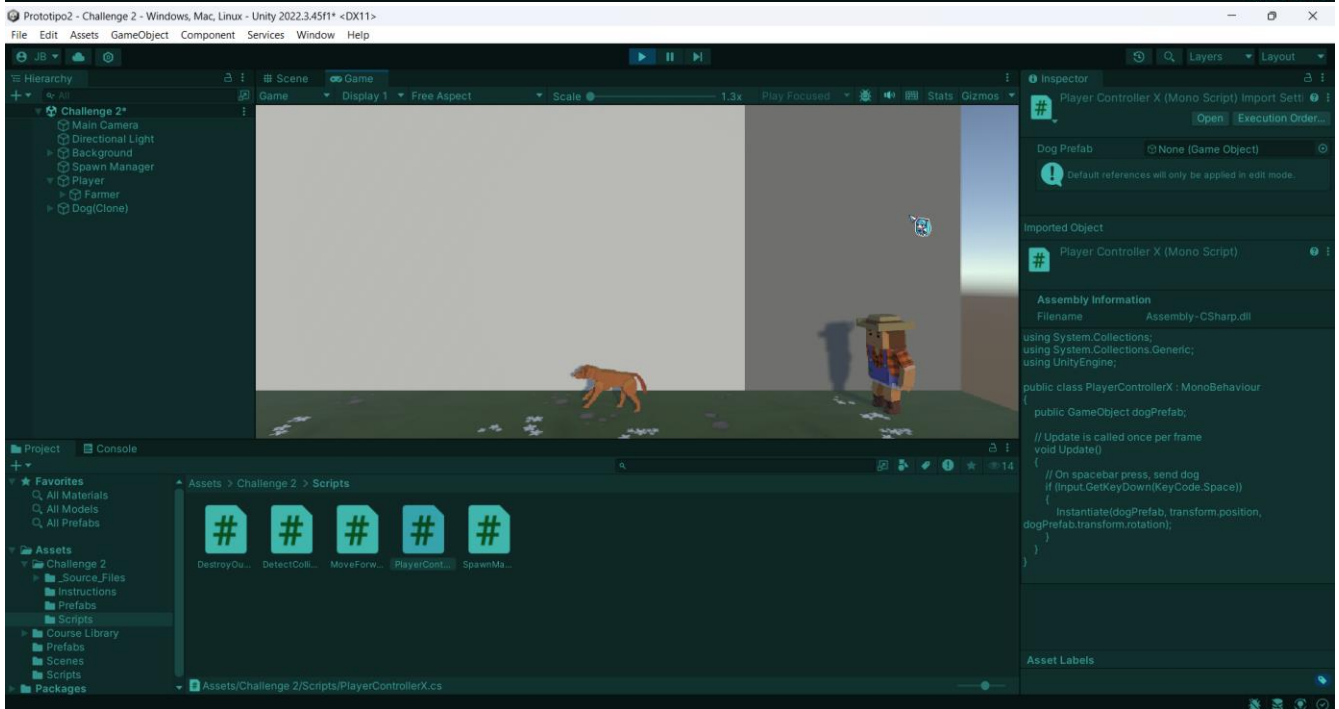 Prototipo2 - Challenge 2 - Windows, Mac, Linux - Unity 2022.3.45f1* <DX11>
File Edit Assets GameObject Component Services Window Help
JB
Layers
Layout
Hierarchy
All
Challenge 2*
Main Camera
Directional Light
Background
Spawn Manager
Player
Farmer
Dog(Clone)
Scene
Game
Game
Display 1
Free Aspect
Scale
1.3x
Play Focused
Stats
Gizmos
Inspector
Player Controller X (Mono Script) Import Setti
Open
Execution Order...
Dog Prefab
None (Game Object)
Default references will only be applied in edit mode.
Imported Object
Player Controller X (Mono Script)
Assembly Information
Filename
Assembly-CSharp.dll
using System.Collections;
using System.Collections.Generic;
using UnityEngine;
public class PlayerControllerX : MonoBehaviour
{
public GameObject dogPrefab;
// Update is called once per frame
void Update()
{
// On spacebar press, send dog
if (Input.GetKeyDown(KeyCode.Space))
{
Instantiate(dogPrefab, transform.position,
dogPrefab.transform.rotation);
}
}
}
Asset Labels
Project
Console
14
Favorites
All Materials
All Models
All Prefabs
Assets
Challenge 2
_Source_Files
Instructions
Prefabs
Scripts
Course Library
Prefabs
Scenes
Scripts
Packages
Assets > Challenge 2 > Scripts
DestroyOu...
DetectColli...
MoveForw...
PlayerCont...
SpawnMa...
Assets/Challenge 2/Scripts/PlayerControllerX.cs